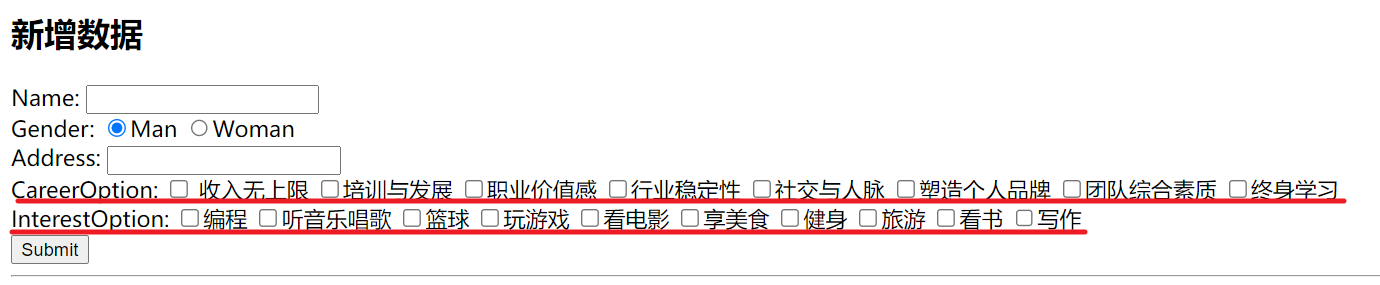 新增数据
Name:
Gender: Man Woman
Address:
CareerOption: 收入无上限 培训与发展 职业价值感 行业稳定性 社交与人脉 塑造个人品牌 团队综合素质 终身学习
InterestOption: 编程 听音乐唱歌 篮球 玩游戏 看电影 享美食 健身 旅游 看书 写作
Submit